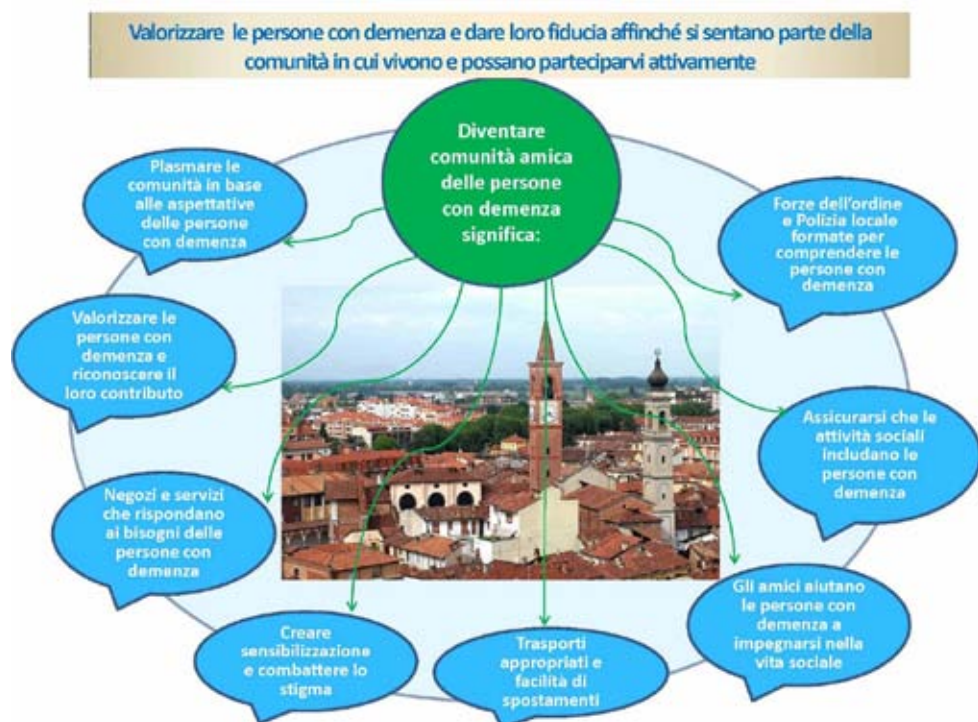 Valorizzare le persone con demenza e dare loro fiducia affinché si sentano parte della
comunità in cui vivono e possano parteciparvi attivamente
Diventare
comunità amica
delle persone
con demenza
significa:
Plasmare le
comunità in base
alle aspettative
delle persone
con demenza
Forze dell'ordine
e Polizia locale
formate per
comprendere le
persone con
demenza
Valorizzare le
persone con
demenza e
riconoscere il
loro contributo
Assicurarsi che le
attività sociali
includano le
persone con
demenza
Negozi e servizi
che rispondano
ai bisogni delle
persone con
demenza
Gli amici aiutano
le persone con
demenza a
impegnarsi nella
vita sociale
Creare
sensibilizzazione
e combattere lo
stigma
Trasporti
appropriati e
facilità di
spostamenti